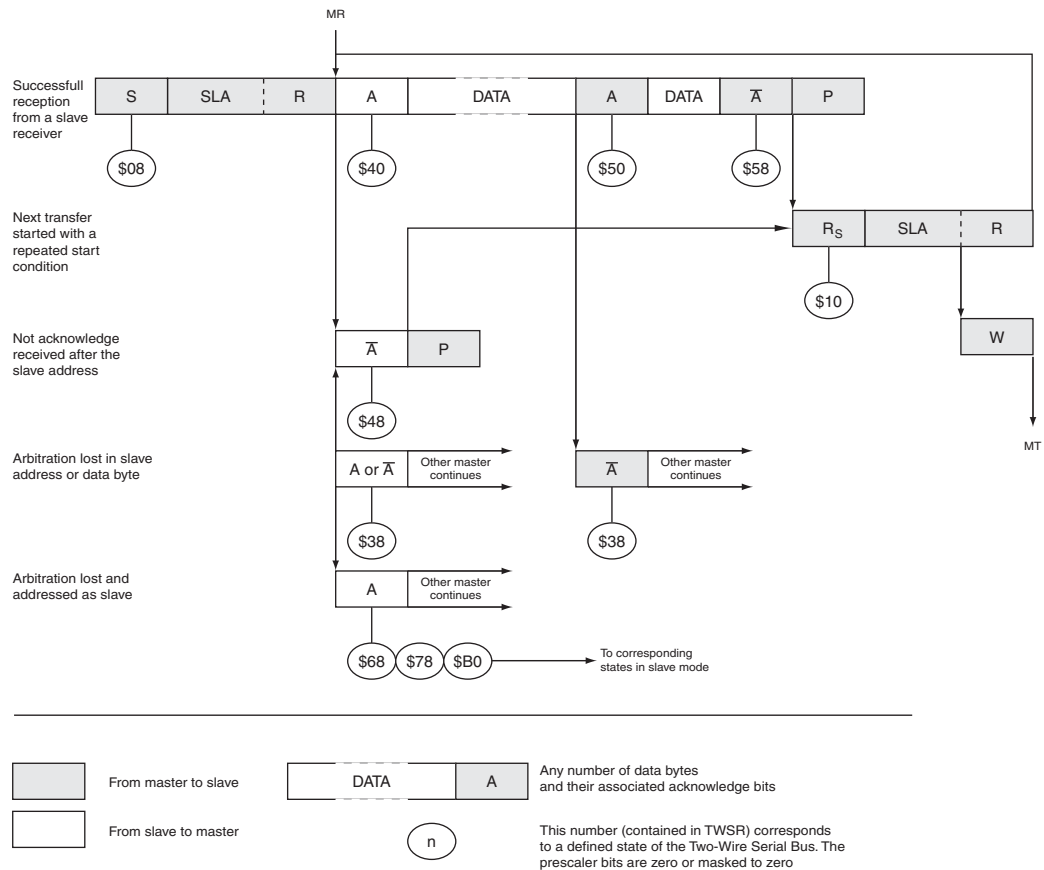 MR
Successfull
reception
from a slave
receiver
S SLA R A DATA A DATA A̅ P
$08 $40 $50 $58
Next transfer
started with a
repeated start
condition
RS SLA R
$10
W
MT
Not acknowledge
received after the
slave address
A̅ P
$48
Arbitration lost in slave
address or data byte
A or A̅
Other master
continues
A̅
Other master
continues
$38 $38
Arbitration lost and
addressed as slave
A
Other master
continues
$68 $78 $B0
To corresponding
states in slave mode
From master to slave
From slave to master
DATA A
Any number of data bytes
and their associated acknowledge bits
n
This number (contained in TWSR) corresponds
to a defined state of the Two-Wire Serial Bus. The
prescaler bits are zero or masked to zero